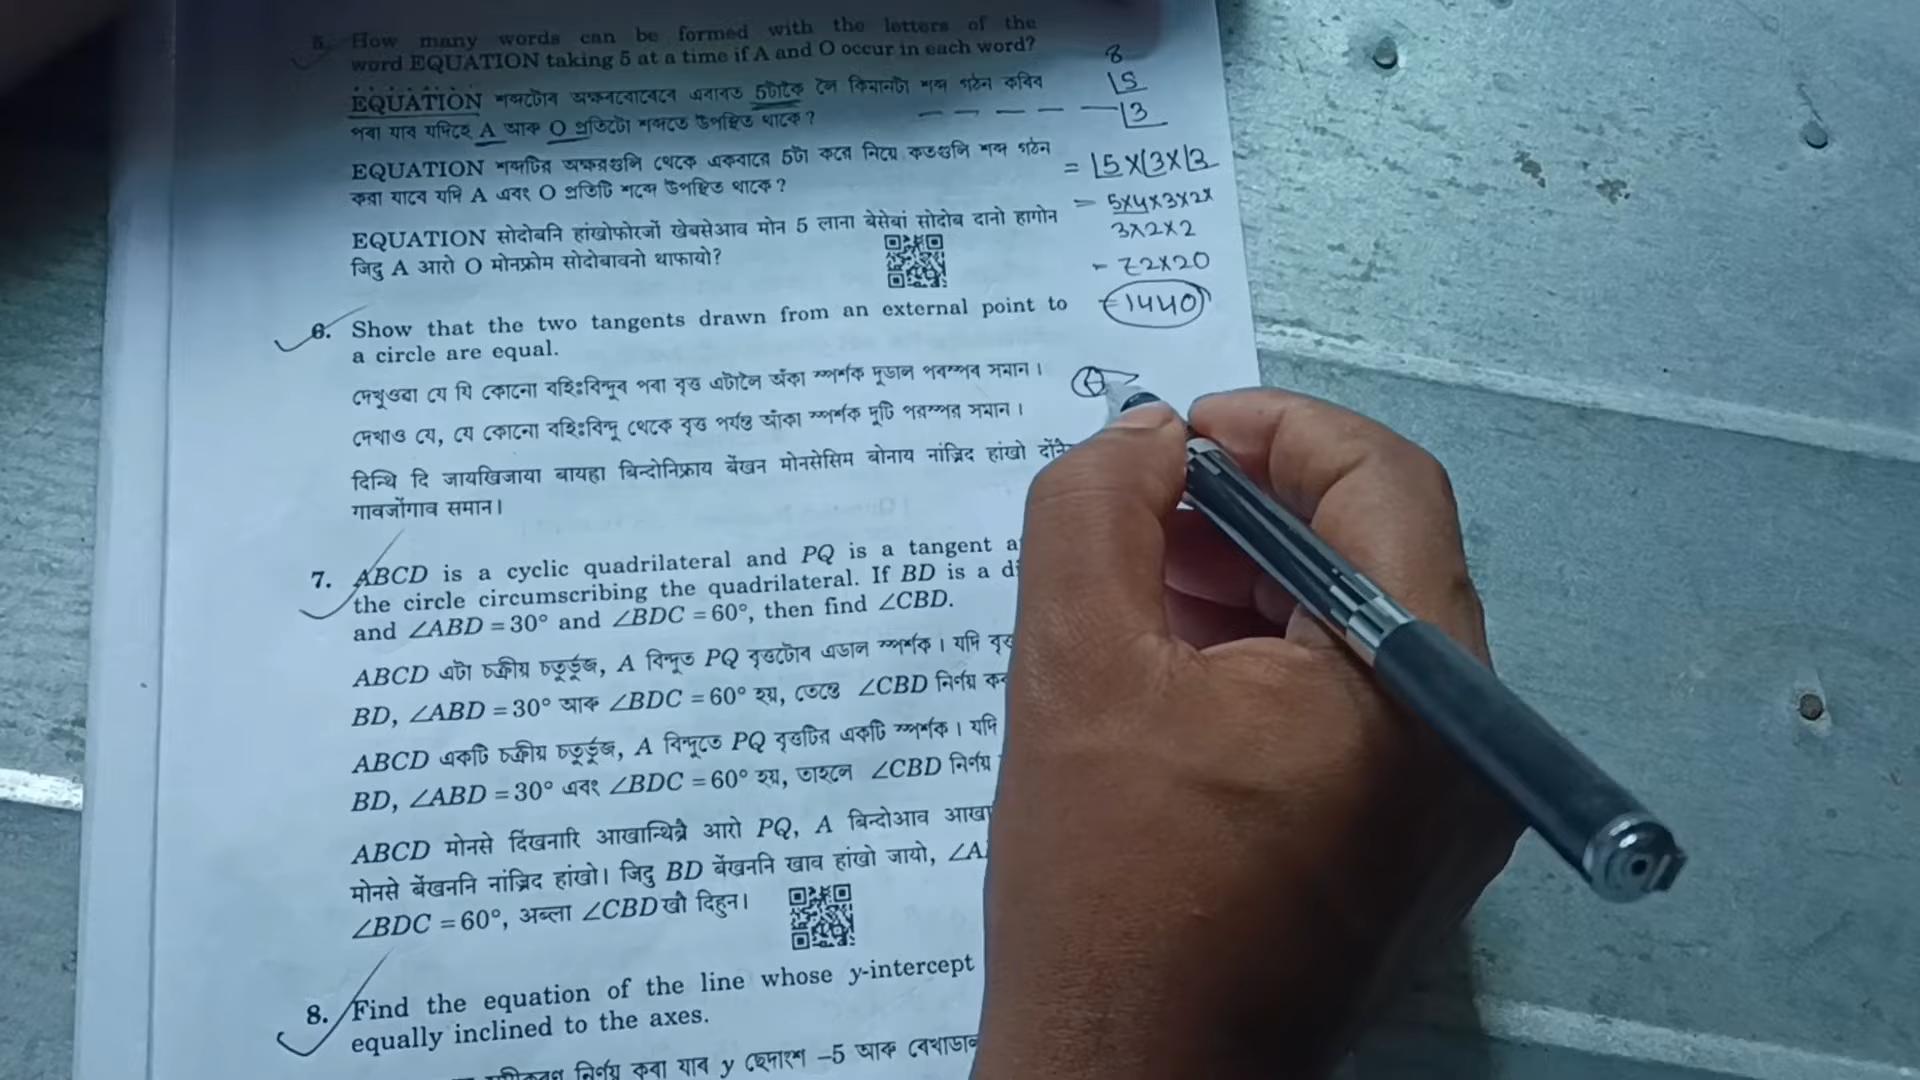 5. How many words can be formed with the letters of the
word EQUATION taking 5 at a time if A and O occur in each word?
8
⌊5
⌊3
EQUATION শব্দটোৰ অক্ষৰবোৰেৰে এবাৰত 5টাকৈ লৈ কিমানটা শব্দ গঠন কৰিব
পৰা যাব যদিহে A আৰু O প্ৰতিটো শব্দতে উপস্থিত থাকে?
EQUATION শব্দটির অক্ষরগুলি থেকে একবারে 5টা করে নিয়ে কতগুলি শব্দ গঠন
করা যাবে যদি A এবং O প্রতিটি শব্দে উপস্থিত থাকে?
= ⌊5×⌊3×⌊3
= 5×4×3×2×
3×2×2
- 72×20
= 1440
EQUATION सोदोबनि हांखोफोरजों खेबसेआव मोन 5 लाना बेसेबां सोदोब दानो हागोन
जिदु A आरो O मोनफ्रोम सोदोबावनो थाफायो?
6. Show that the two tangents drawn from an external point to
a circle are equal.
দেখুওৱা যে যি কোনো বহিঃবিন্দুৰ পৰা বৃত্ত এটালৈ অঁকা স্পৰ্শক দুডাল পৰস্পৰ সমান।
দেখাও যে, যে কোনো বহিঃবিন্দু থেকে বৃত্ত পর্যন্ত আঁকা স্পর্শক দুটি পরস্পর সমান।
दिन्थि दि जायखिजाया बायहा बिन्दोनिफ्राय बेंखन मोनसेसिम बोनाय नांज्रिद हांखो
गावजोंगाव समान।
7. ABCD is a cyclic quadrilateral and PQ is a tangent
the circle circumscribing the quadrilateral. If BD is a
and ∠ABD = 30° and ∠BDC = 60°, then find ∠CBD.
ABCD এটা চক্ৰীয় চতুৰ্ভুজ, A বিন্দুত PQ বৃত্তটোৰ এডাল স্পৰ্শক। যদি
BD, ∠ABD = 30° আৰু ∠BDC = 60° হয়, তেন্তে ∠CBD নিৰ্ণয়
ABCD একটি চক্রীয় চতুর্ভুজ, A বিন্দুতে PQ বৃত্তটির একটি স্পর্শক। যদি
BD, ∠ABD = 30° এবং ∠BDC = 60° হয়, তাহলে ∠CBD নির্ণয়
ABCD मोनसे दिंखनारि आखान्थिब्रै आरो PQ, A बिन्दोआव
मोनसे बेंखननि नांज्रिद हांखो। जिदु BD बेंखननि खाव हांखो जायो,
∠BDC = 60°, अब्ला ∠CBD खौ दिहुन।
8. Find the equation of the line whose y-intercept
equally inclined to the axes.
নিৰ্ণয় কৰা যাৰ y ছেদাংশ –5 আৰু